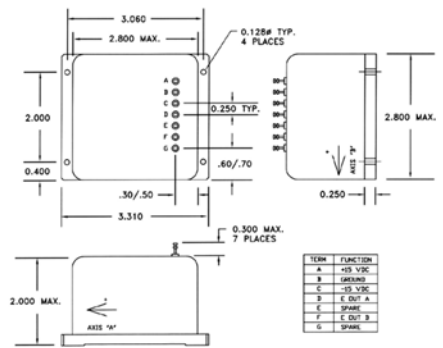 3.060
2.800 MAX.
0.128ø TYP.
4 PLACES
A
B
C
D
E
F
G
0.250 TYP.
2.000
2.800 MAX.
+
AXIS "B"
0.400
.60/.70
.30/.50
0.250
3.310
0.300 MAX.
7 PLACES
2.000 MAX.
+
AXIS "A"
TERM FUNCTION
A +15 VDC
B GROUND
C -15 VDC
D E OUT A
E SPARE
F E OUT B
G SPARE